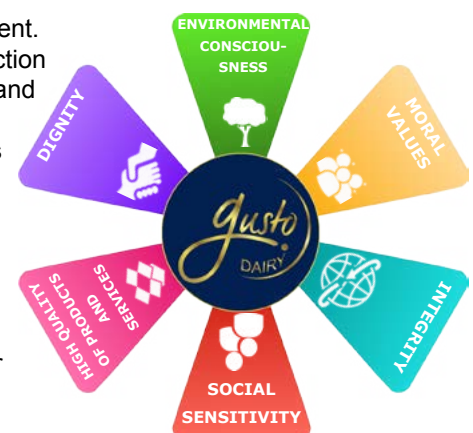 ent.
ction
and
s
r
ENVIRONMENTAL
CONSCIOU-
SNESS
MORAL
VALUES
INTEGRITY
SOCIAL
SENSITIVITY
HIGH QUALITY
OF PRODUCTS
AND
SERVICES
DIGNITY
gusto
DAIRY